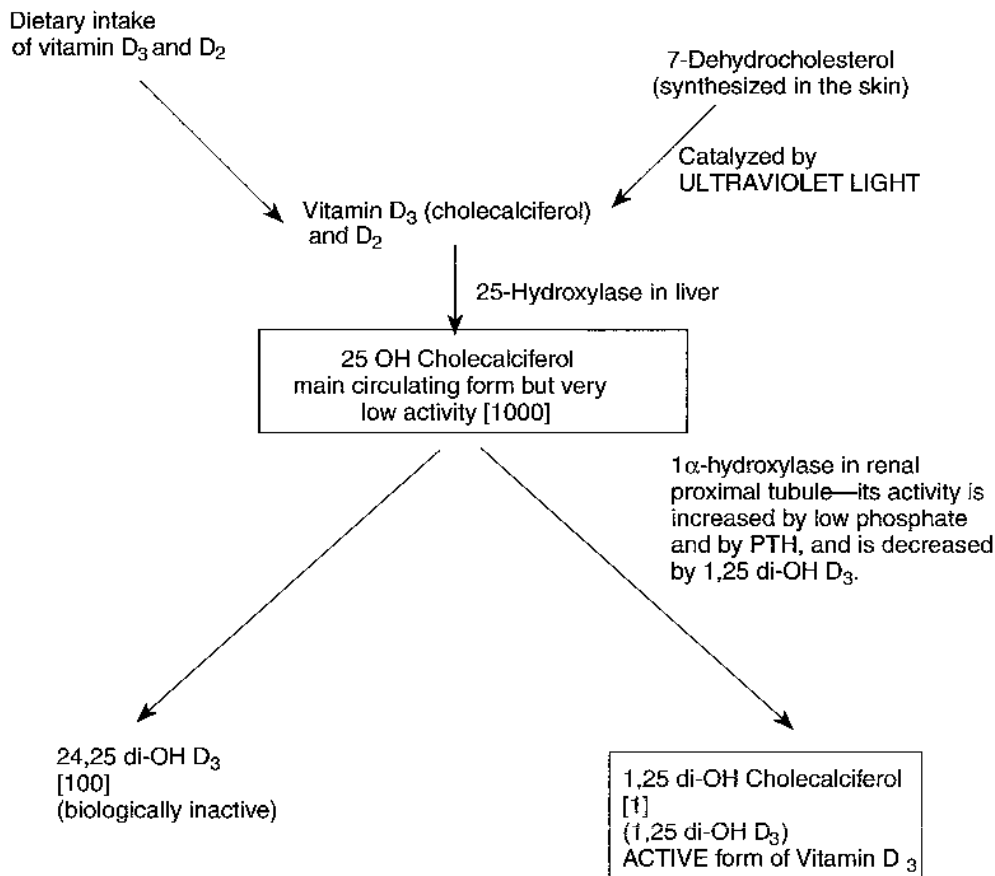 Dietary intake
of vitamin D₃ and D₂
7-Dehydrocholesterol
(synthesized in the skin)
Catalyzed by
ULTRAVIOLET LIGHT
Vitamin D₃ (cholecalciferol)
and D₂
25-Hydroxylase in liver
25 OH Cholecalciferol
main circulating form but very
low activity [1000]
1α-hydroxylase in renal
proximal tubule—its activity is
increased by low phosphate
and by PTH, and is decreased
by 1,25 di-OH D₃.
24,25 di-OH D₃
[100]
(biologically inactive)
1,25 di-OH Cholecalciferol
[1]
(1,25 di-OH D₃)
ACTIVE form of Vitamin D ₃